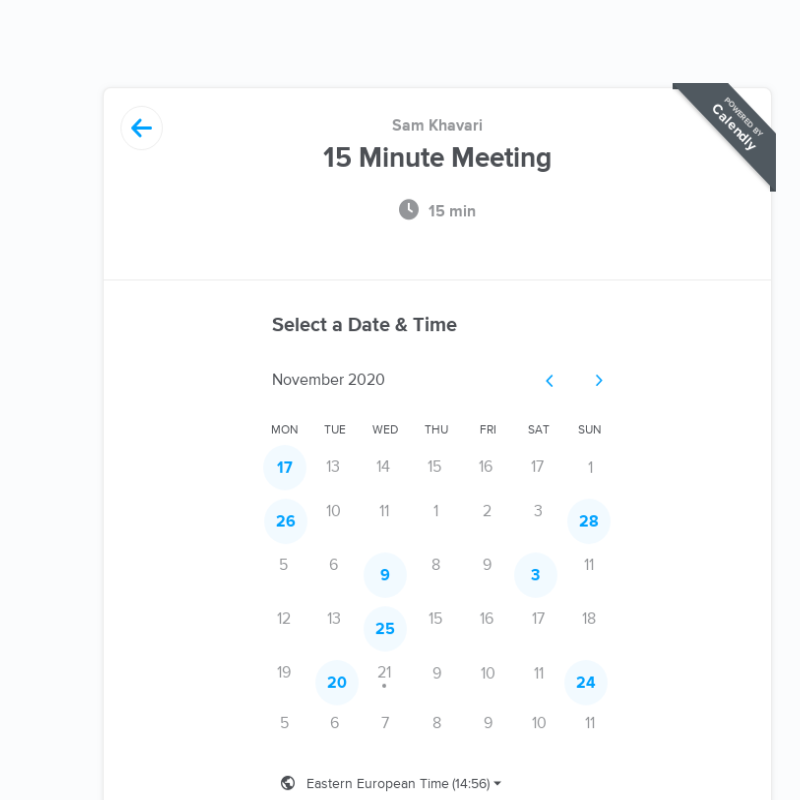 POWERED BY
Calendly
Sam Khavari
15 Minute Meeting
15 min
Select a Date & Time
November 2020
MON TUE WED THU FRI SAT SUN
17 13 14 15 16 17 1
26 10 11 1 2 3 28
5 6 9 8 9 3 11
12 13 25 15 16 17 18
19 20 21 9 10 11 24
5 6 7 8 9 10 11
Eastern European Time (14:56)